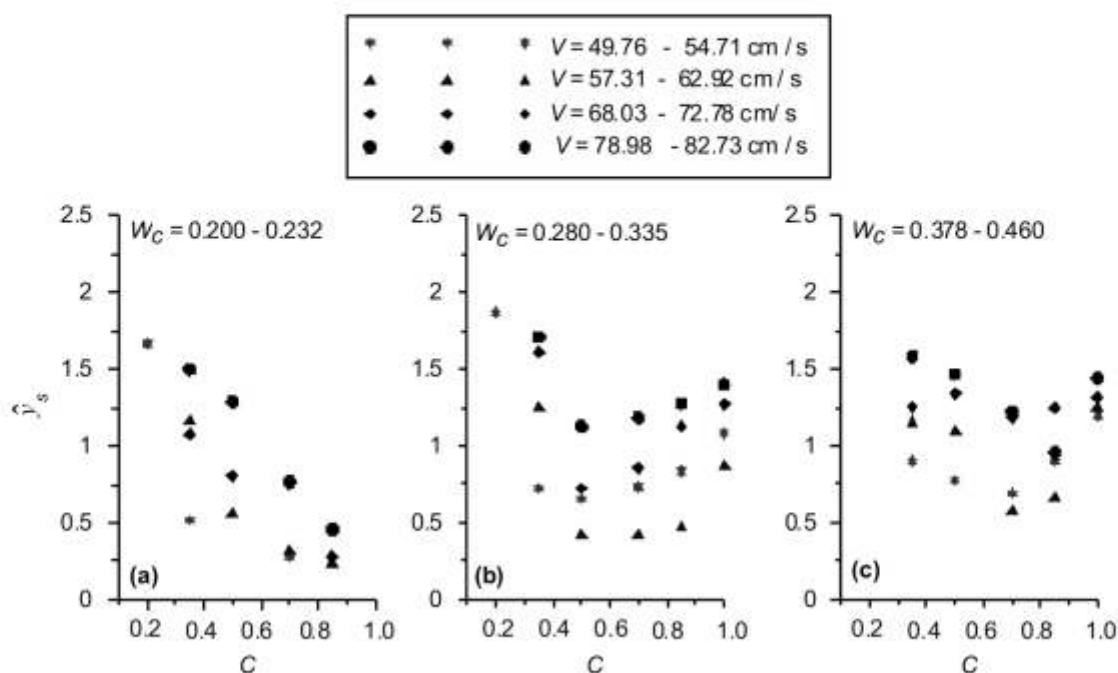 V = 49.76 - 54.71 cm / s
V = 57.31 - 62.92 cm / s
V = 68.03 - 72.78 cm/ s
V = 78.98 - 82.73 cm / s
2.5
2
1.5
1
0.5
0
ŷs
W_C = 0.200 - 0.232
(a)
0.2 0.4 0.6 0.8 1.0
C
2.5
2
1.5
1
0.5
0
W_C = 0.280 - 0.335
(b)
0.2 0.4 0.6 0.8 1.0
C
2.5
2
1.5
1
0.5
0
W_C = 0.378 - 0.460
(c)
0.2 0.4 0.6 0.8 1.0
C